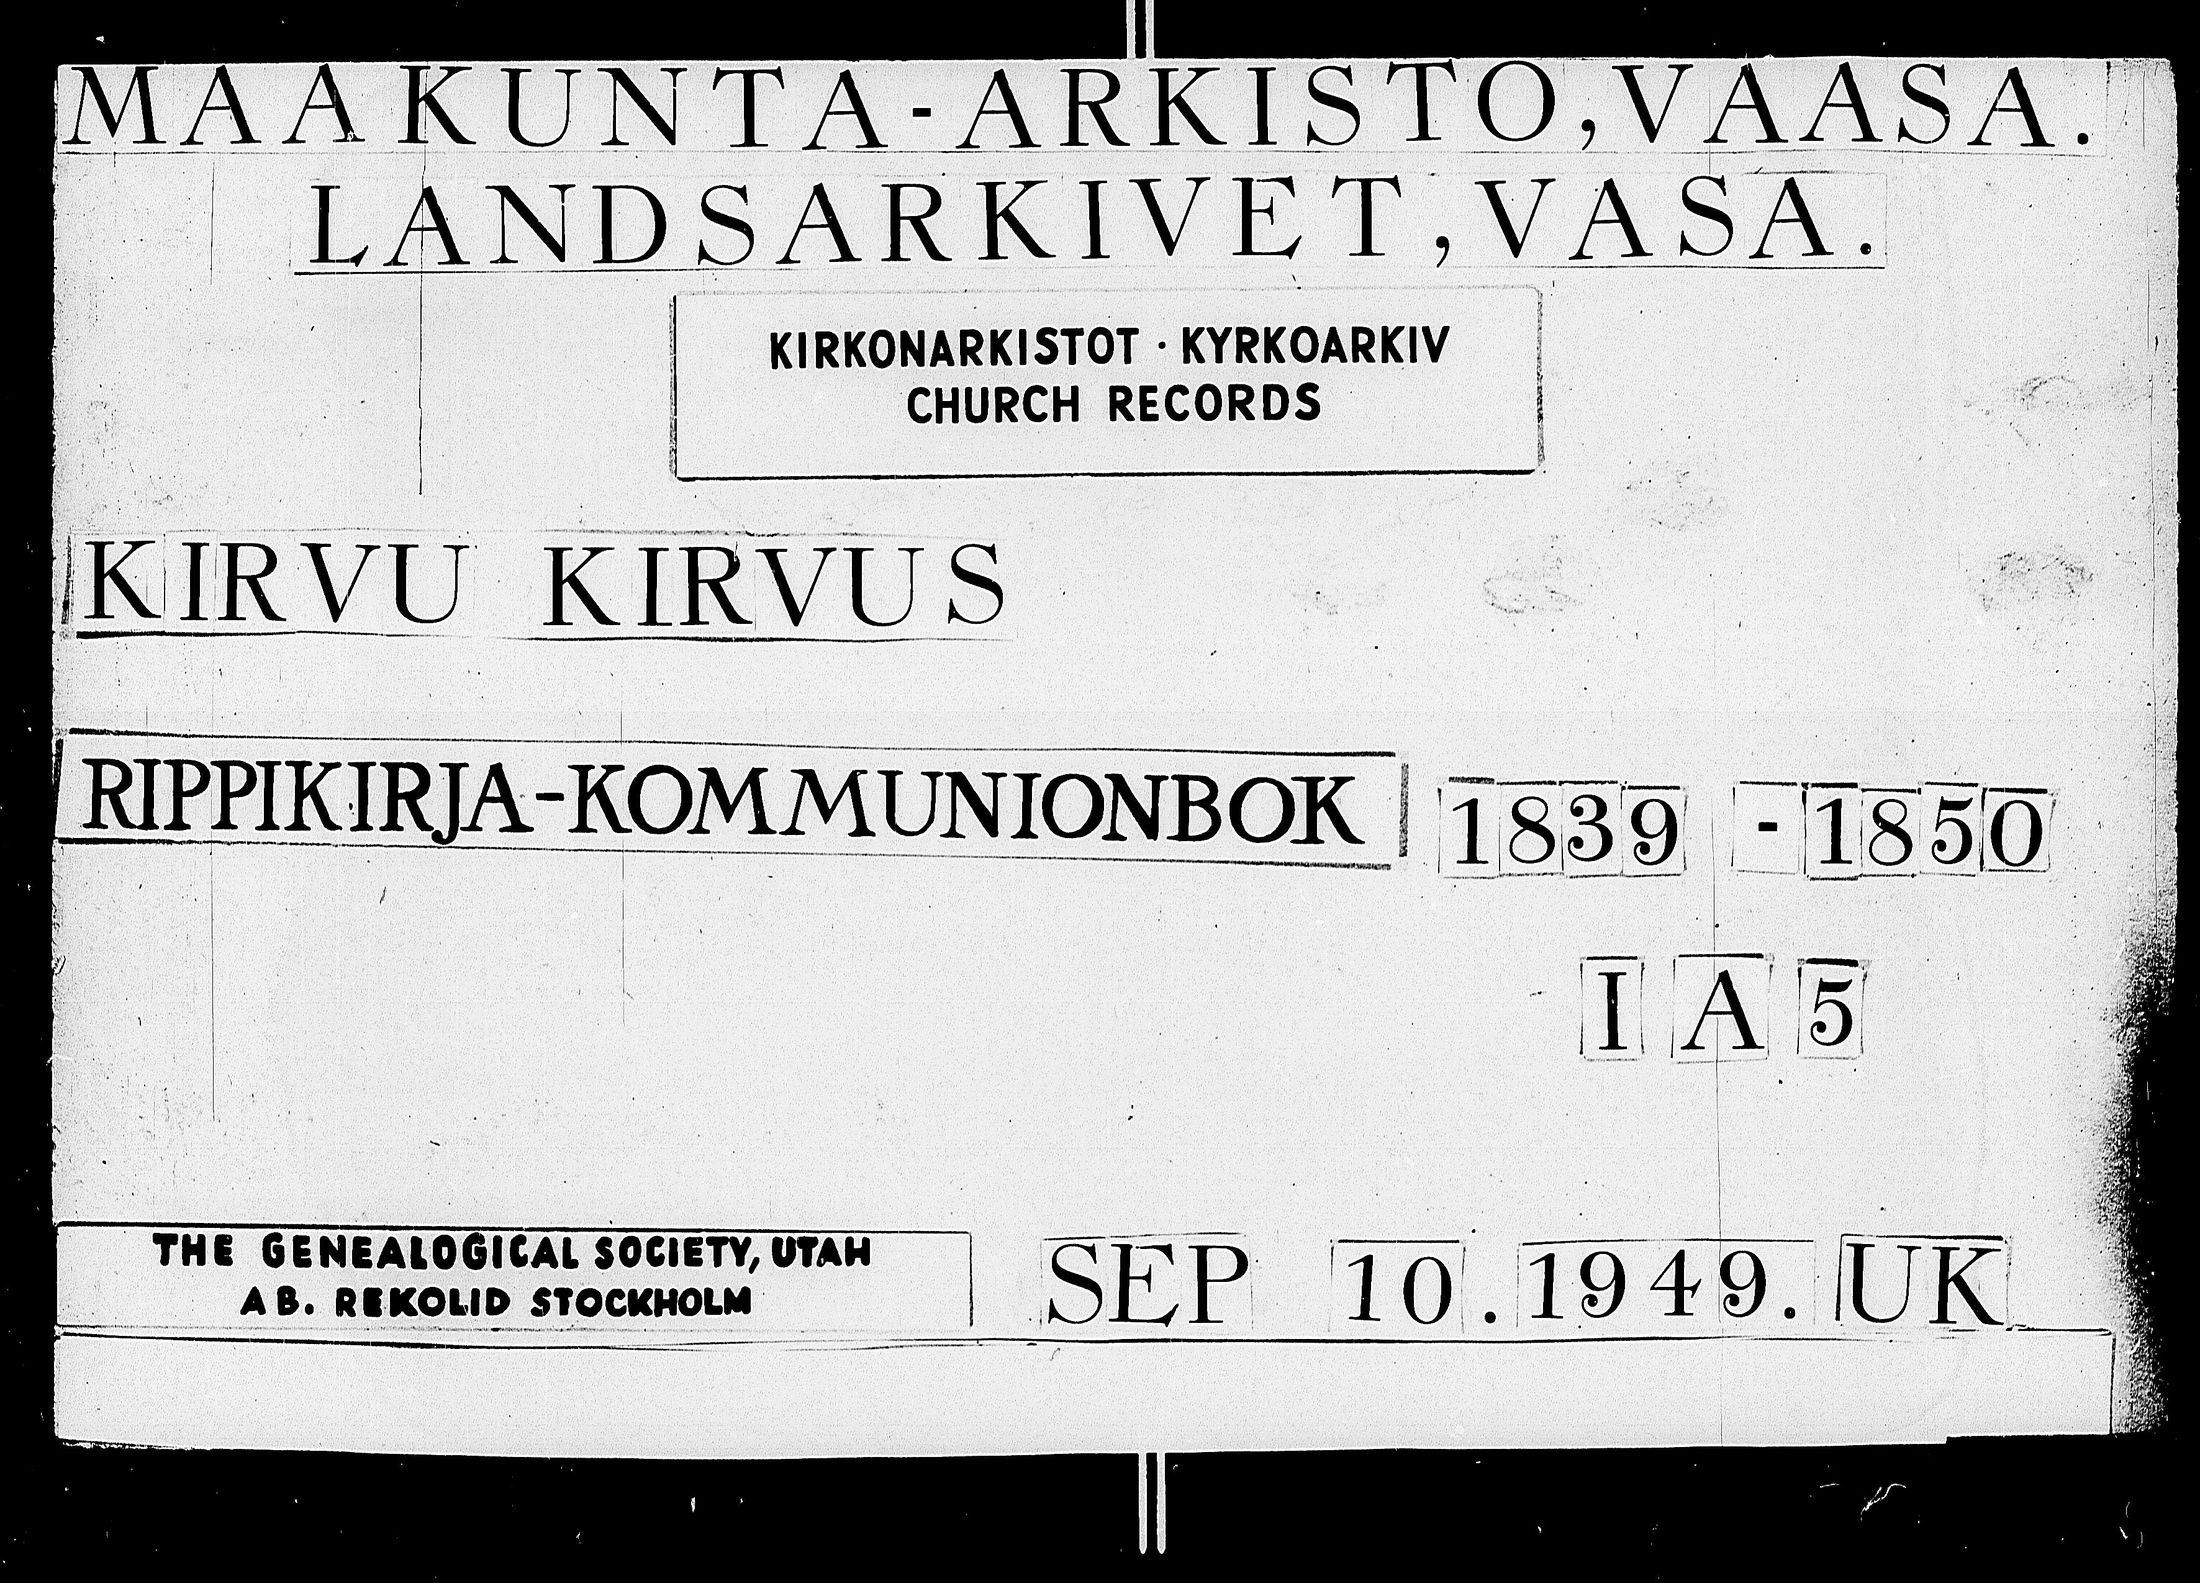 MAAKUNTA-ARKISTO, VAASA.
LANDSARKIVET, VASA.
KIRKONARKISTOT · KYRKOARKIV
CHURCH RECORDS
KIRVU KIRVUS
RIPPIKIRJA-KOMMUNIONBOK 1839 - 1850
I A 5
THE GENEALOGICAL SOCIETY, UTAH
AB. REKOLID STOCKHOLM
SEP 10. 1949. UK